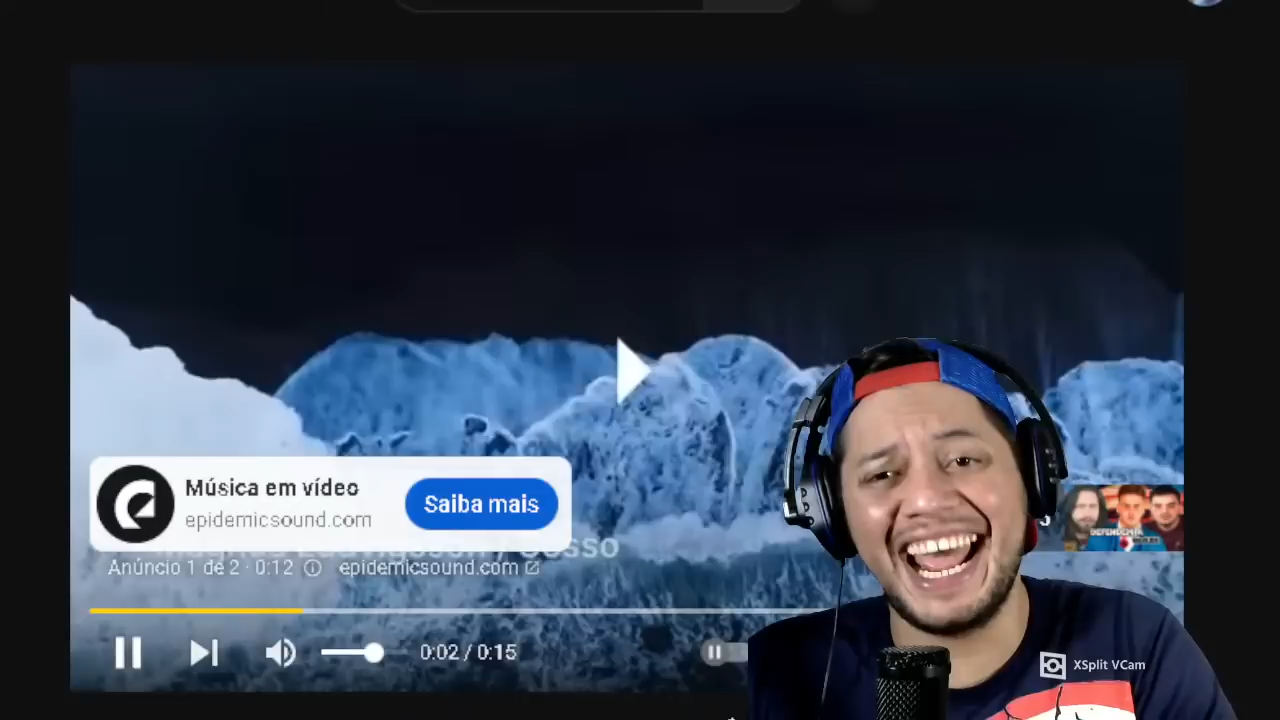 Música em vídeo
epidemicsound.com
Saiba mais
Anúncio 1 de 2 · 0:12
epidemicsound.com
0:02 / 0:15
XSplit VCam